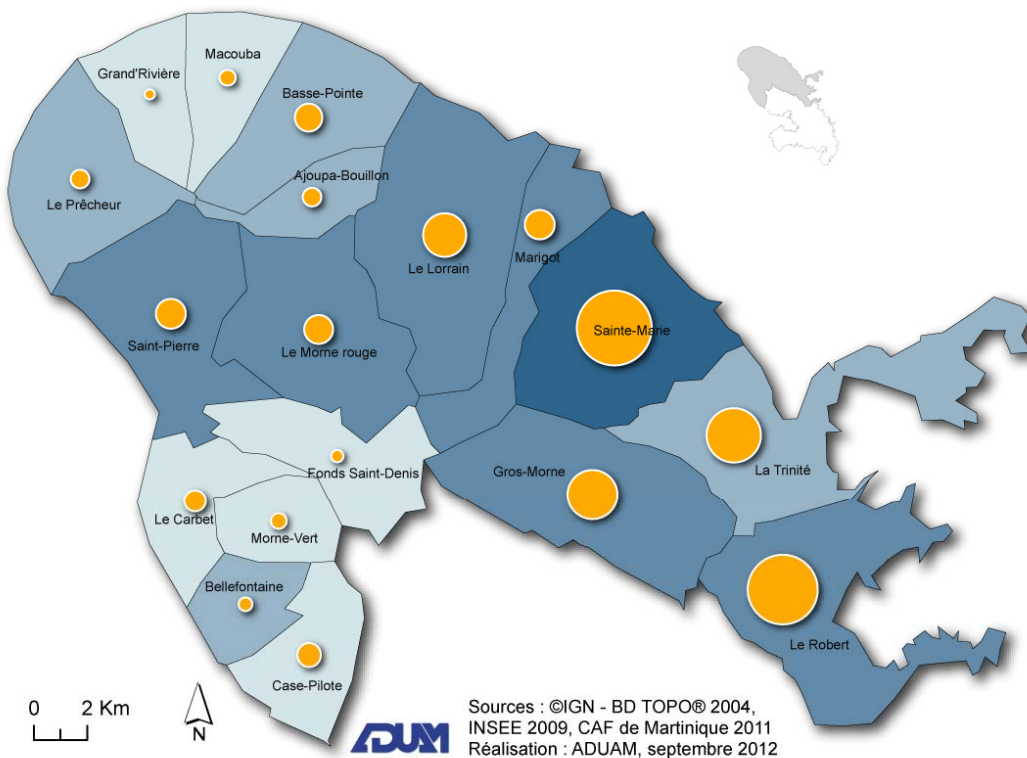 Grand'Rivière
Macouba
Basse-Pointe
Ajoupa-Bouillon
Le Prêcheur
Le Lorrain
Marigot
Saint-Pierre
Le Morne rouge
Sainte-Marie
Fonds Saint-Denis
Gros-Morne
La Trinité
Le Carbet
Morne-Vert
Bellefontaine
Le Robert
Case-Pilote
0 2 Km
N
ADUAM
Sources : ©IGN - BD TOPO® 2004,
INSEE 2009, CAF de Martinique 2011
Réalisation : ADUAM, septembre 2012